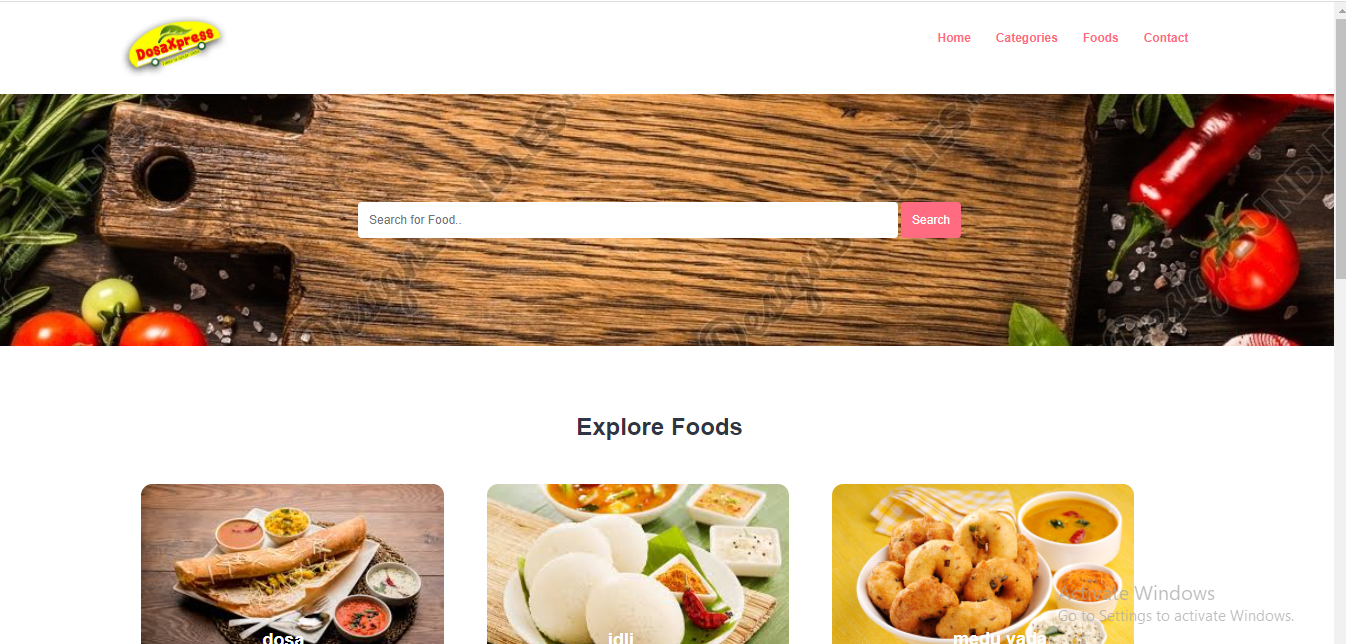 DosaXpress
Home Categories Foods Contact
Search for Food.. Search
Explore Foods
dosa idli medu vada
Activate Windows
Go to Settings to activate Windows.